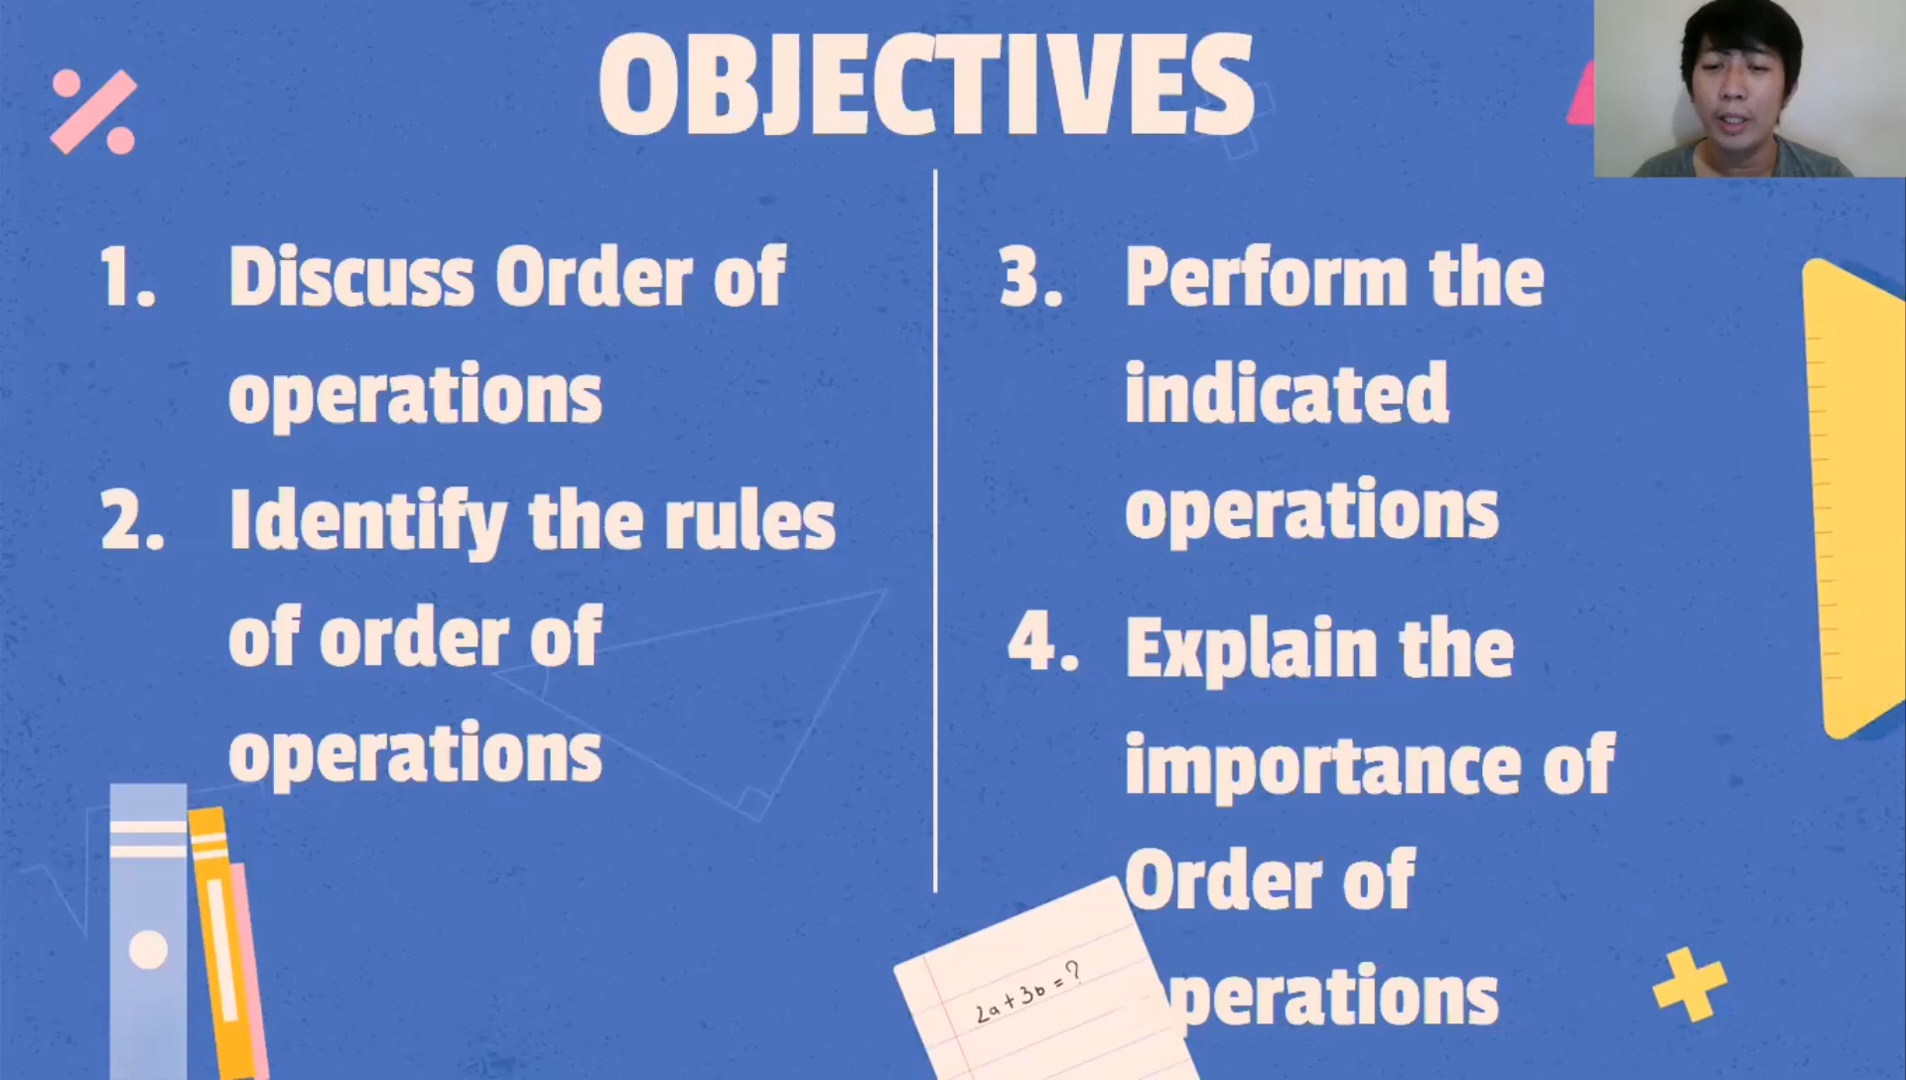 OBJECTIVES
1. Discuss Order of
operations
2. Identify the rules
of order of
operations
3. Perform the
indicated
operations
4. Explain the
importance of
Order of
perations
2a+3b=?